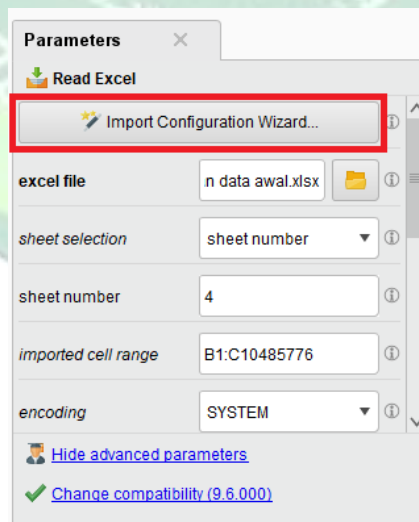 Parameters
Read Excel
Import Configuration Wizard...
excel file
n data awal.xlsx
sheet selection
sheet number
sheet number
4
imported cell range
B1:C10485776
encoding
SYSTEM
Hide advanced parameters
Change compatibility (9.6.000)